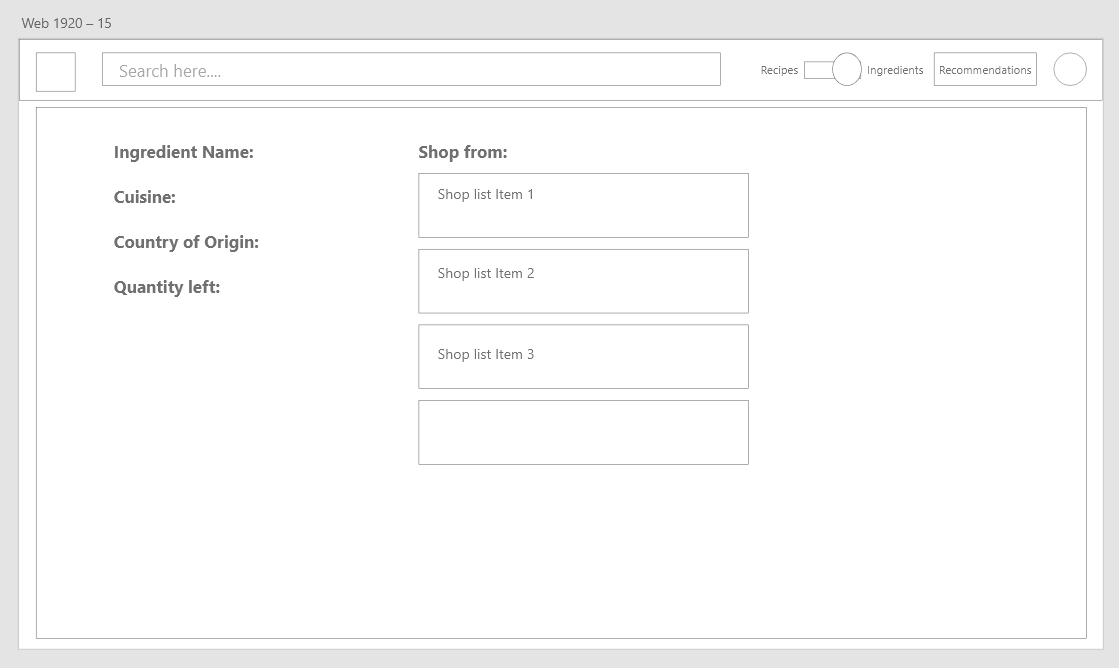 Web 1920 – 15
Search here....
Recipes
Ingredients
Recommendations
Ingredient Name:
Cuisine:
Country of Origin:
Quantity left:
Shop from:
Shop list Item 1
Shop list Item 2
Shop list Item 3